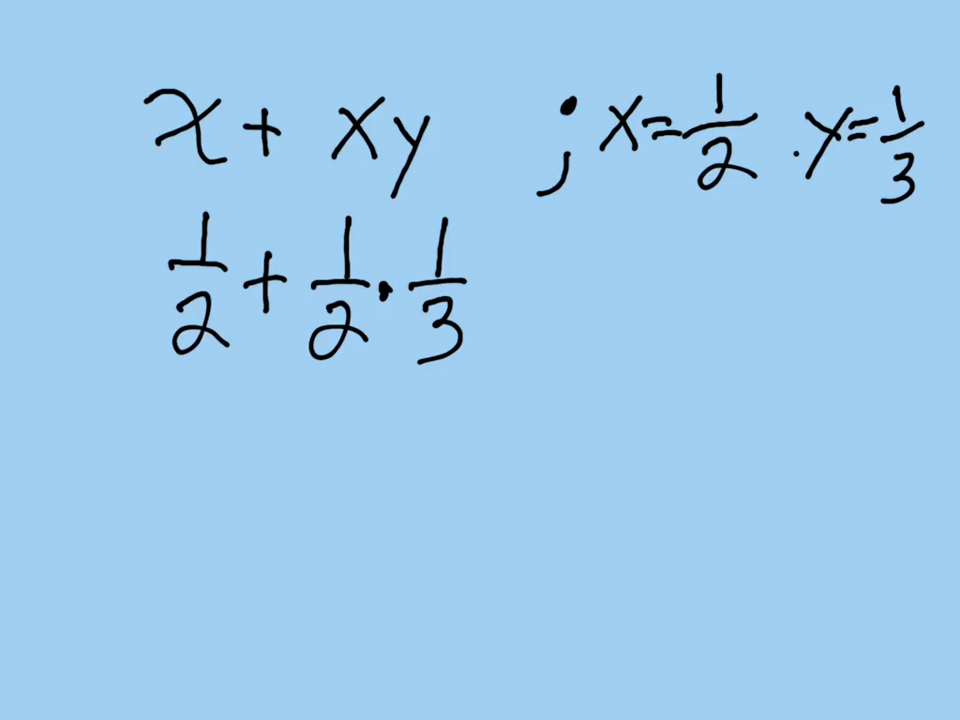 x + xy ; x = 1/2 . y = 1/3
1/2 + 1/2 · 1/3